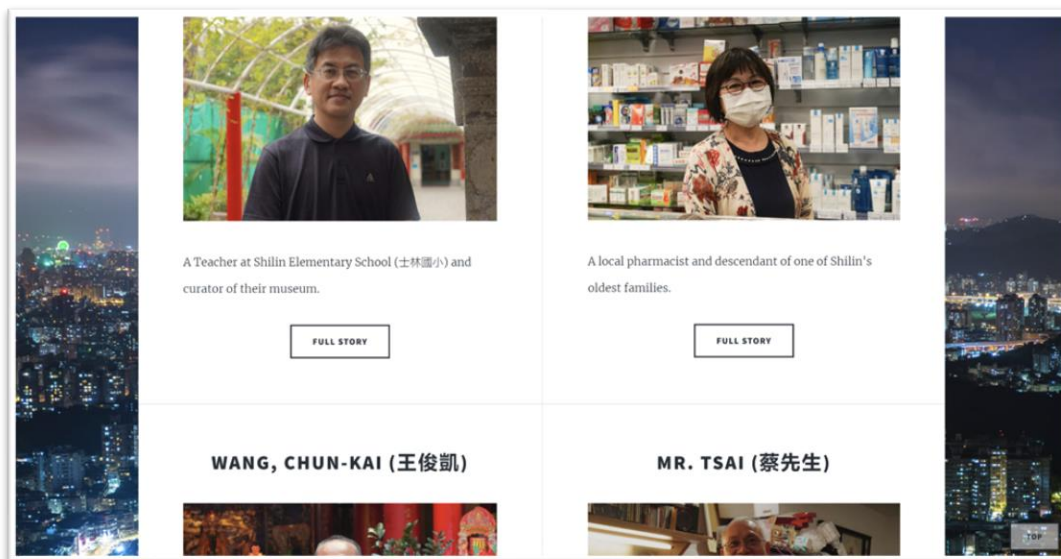 A Teacher at Shilin Elementary School (士林國小) and
curator of their museum.
FULL STORY
A local pharmacist and descendant of one of Shilin's
oldest families.
FULL STORY
WANG, CHUN-KAI (王俊凱)
MR. TSAI (蔡先生)
TOP